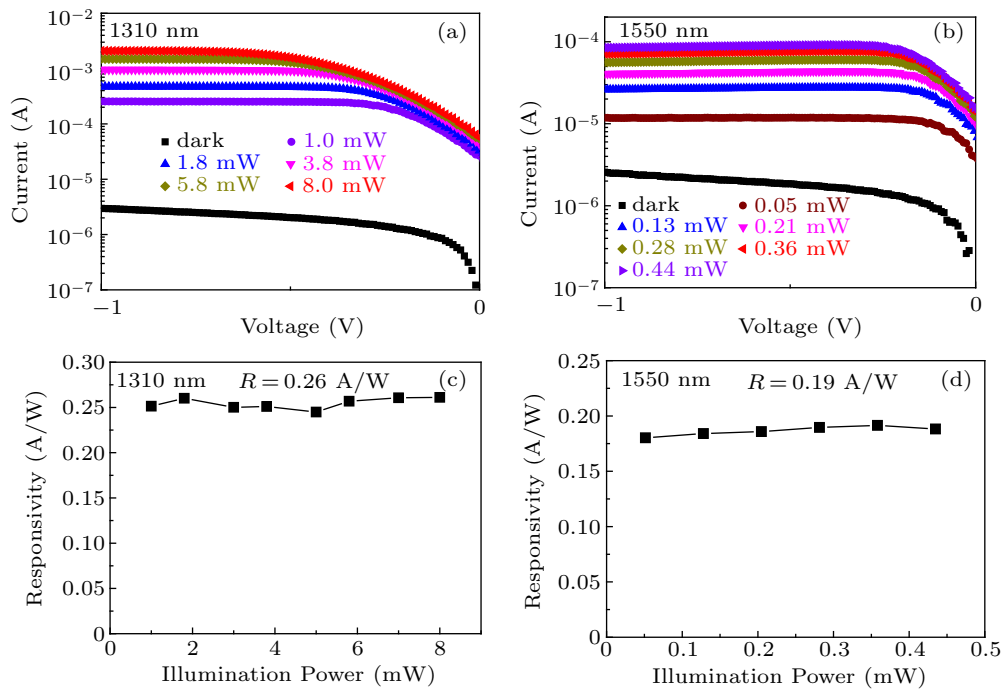 1310 nm (a)
10⁻²
10⁻³
10⁻⁴
10⁻⁵
10⁻⁶
10⁻⁷
Current (A)
dark 1.0 mW
1.8 mW 3.8 mW
5.8 mW 8.0 mW
−1 0
Voltage (V)
1550 nm (b)
10⁻⁴
10⁻⁵
10⁻⁶
10⁻⁷
Current (A)
dark 0.05 mW
0.13 mW 0.21 mW
0.28 mW 0.36 mW
0.44 mW
−1 0
Voltage (V)
1310 nm R=0.26 A/W (c)
0.30
0.25
0.20
0.15
0.10
0.05
0
Responsivity (A/W)
0 2 4 6 8
Illumination Power (mW)
1550 nm R=0.19 A/W (d)
0.25
0.20
0.15
0.10
0.05
0
Responsivity (A/W)
0 0.1 0.2 0.3 0.4 0.5
Illumination Power (mW)